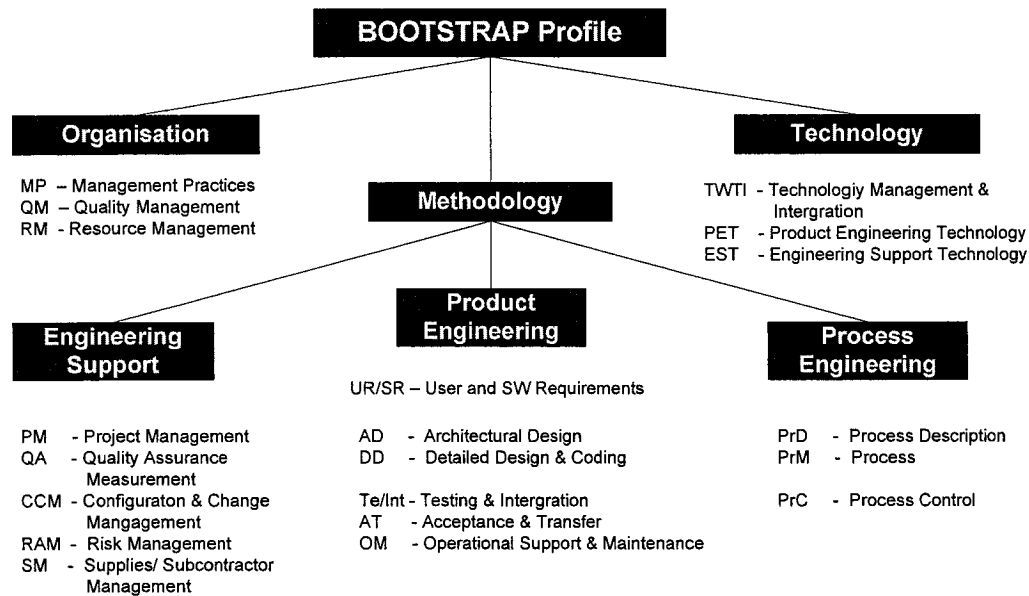 BOOTSTRAP Profile
Organisation
MP – Management Practices
QM – Quality Management
RM - Resource Management
Technology
TWTI - Technologiy Management &
Intergration
PET - Product Engineering Technology
EST - Engineering Support Technology
Methodology
Engineering
Support
PM - Project Management
QA - Quality Assurance
Measurement
CCM - Configuraton & Change
Mangagement
RAM - Risk Management
SM - Supplies/ Subcontractor
Management
Product
Engineering
UR/SR – User and SW Requirements
AD - Architectural Design
DD - Detailed Design & Coding
Te/Int - Testing & Intergration
AT - Acceptance & Transfer
OM - Operational Support & Maintenance
Process
Engineering
PrD - Process Description
PrM - Process
PrC - Process Control